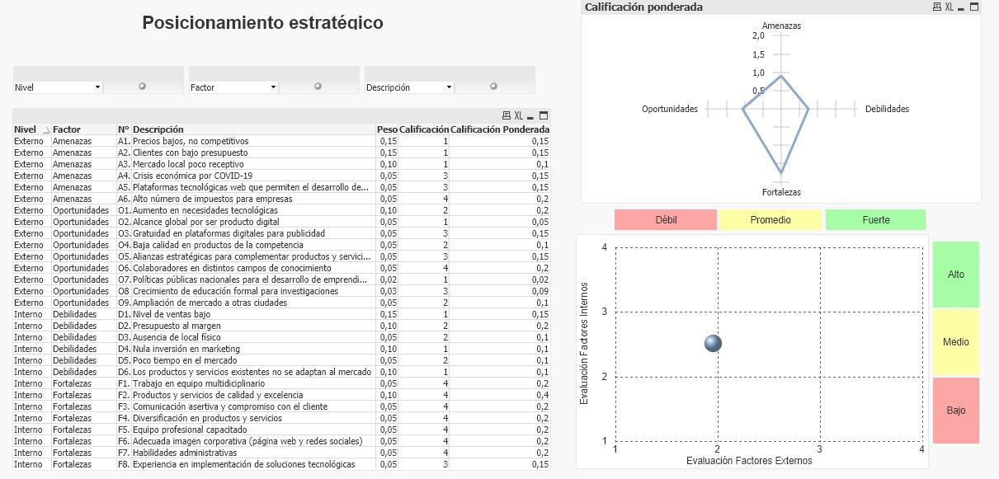 Posicionamiento estratégico
Nivel
Factor
Descripción
XL
Nivel Factor N° Descripción Peso Calificación Calificación Ponderada
Externo Amenazas A1. Precios bajos, no competitivos 0,15 1 0,15
Externo Amenazas A2. Clientes con bajo presupuesto 0,15 1 0,15
Externo Amenazas A3. Mercado local poco receptivo 0,10 1 0,1
Externo Amenazas A4. Crisis económica por COVID-19 0,05 3 0,15
Externo Amenazas A5. Plataformas tecnológicas web que permiten el desarrollo de... 0,05 3 0,15
Externo Amenazas A6. Alto número de impuestos para empresas 0,05 4 0,2
Externo Oportunidades O1. Aumento en necesidades tecnológicas 0,10 2 0,2
Externo Oportunidades O2. Alcance global por ser producto digital 0,05 1 0,05
Externo Oportunidades O3. Gratuidad en plataformas digitales para publicidad 0,05 3 0,15
Externo Oportunidades O4. Baja calidad en productos de la competencia 0,05 2 0,1
Externo Oportunidades O5. Alianzas estratégicas para complementar productos y servici... 0,05 3 0,15
Externo Oportunidades O6. Colaboradores en distintos campos de conocimiento 0,05 4 0,2
Externo Oportunidades O7. Políticas públicas nacionales para el desarrollo de emprendi... 0,02 1 0,02
Externo Oportunidades O8 Crecimiento de educación formal para investigaciones 0,03 3 0,09
Externo Oportunidades O9. Ampliación de mercado a otras ciudades 0,05 2 0,1
Interno Debilidades D1. Nivel de ventas bajo 0,15 1 0,15
Interno Debilidades D2. Presupuesto al margen 0,10 2 0,2
Interno Debilidades D3. Ausencia de local físico 0,05 2 0,1
Interno Debilidades D4. Nula inversión en marketing 0,10 1 0,1
Interno Debilidades D5. Poco tiempo en el mercado 0,05 2 0,1
Interno Debilidades D6. Los productos y servicios existentes no se adaptan al mercado 0,10 1 0,1
Interno Fortalezas F1. Trabajo en equipo multidiciplinario 0,05 4 0,2
Interno Fortalezas F2. Productos y servicios de calidad y excelencia 0,10 4 0,4
Interno Fortalezas F3. Comunicación asertiva y compromiso con el cliente 0,05 4 0,2
Interno Fortalezas F4. Diversificación en productos y servicios 0,05 4 0,2
Interno Fortalezas F5. Equipo profesional capacitado 0,05 4 0,2
Interno Fortalezas F6. Adecuada imagen corporativa (página web y redes sociales) 0,05 4 0,2
Interno Fortalezas F7. Habilidades administrativas 0,05 4 0,2
Interno Fortalezas F8. Experiencia en implementación de soluciones tecnológicas 0,05 3 0,15
Calificación ponderada XL
Amenazas
2,0
1,5
1,0
0,5
Oportunidades Debilidades
Fortalezas
Débil Promedio Fuerte
Evaluación Factores Internos
4
3
2
1
1 2 3 4
Evaluación Factores Externos
Alto
Medio
Bajo